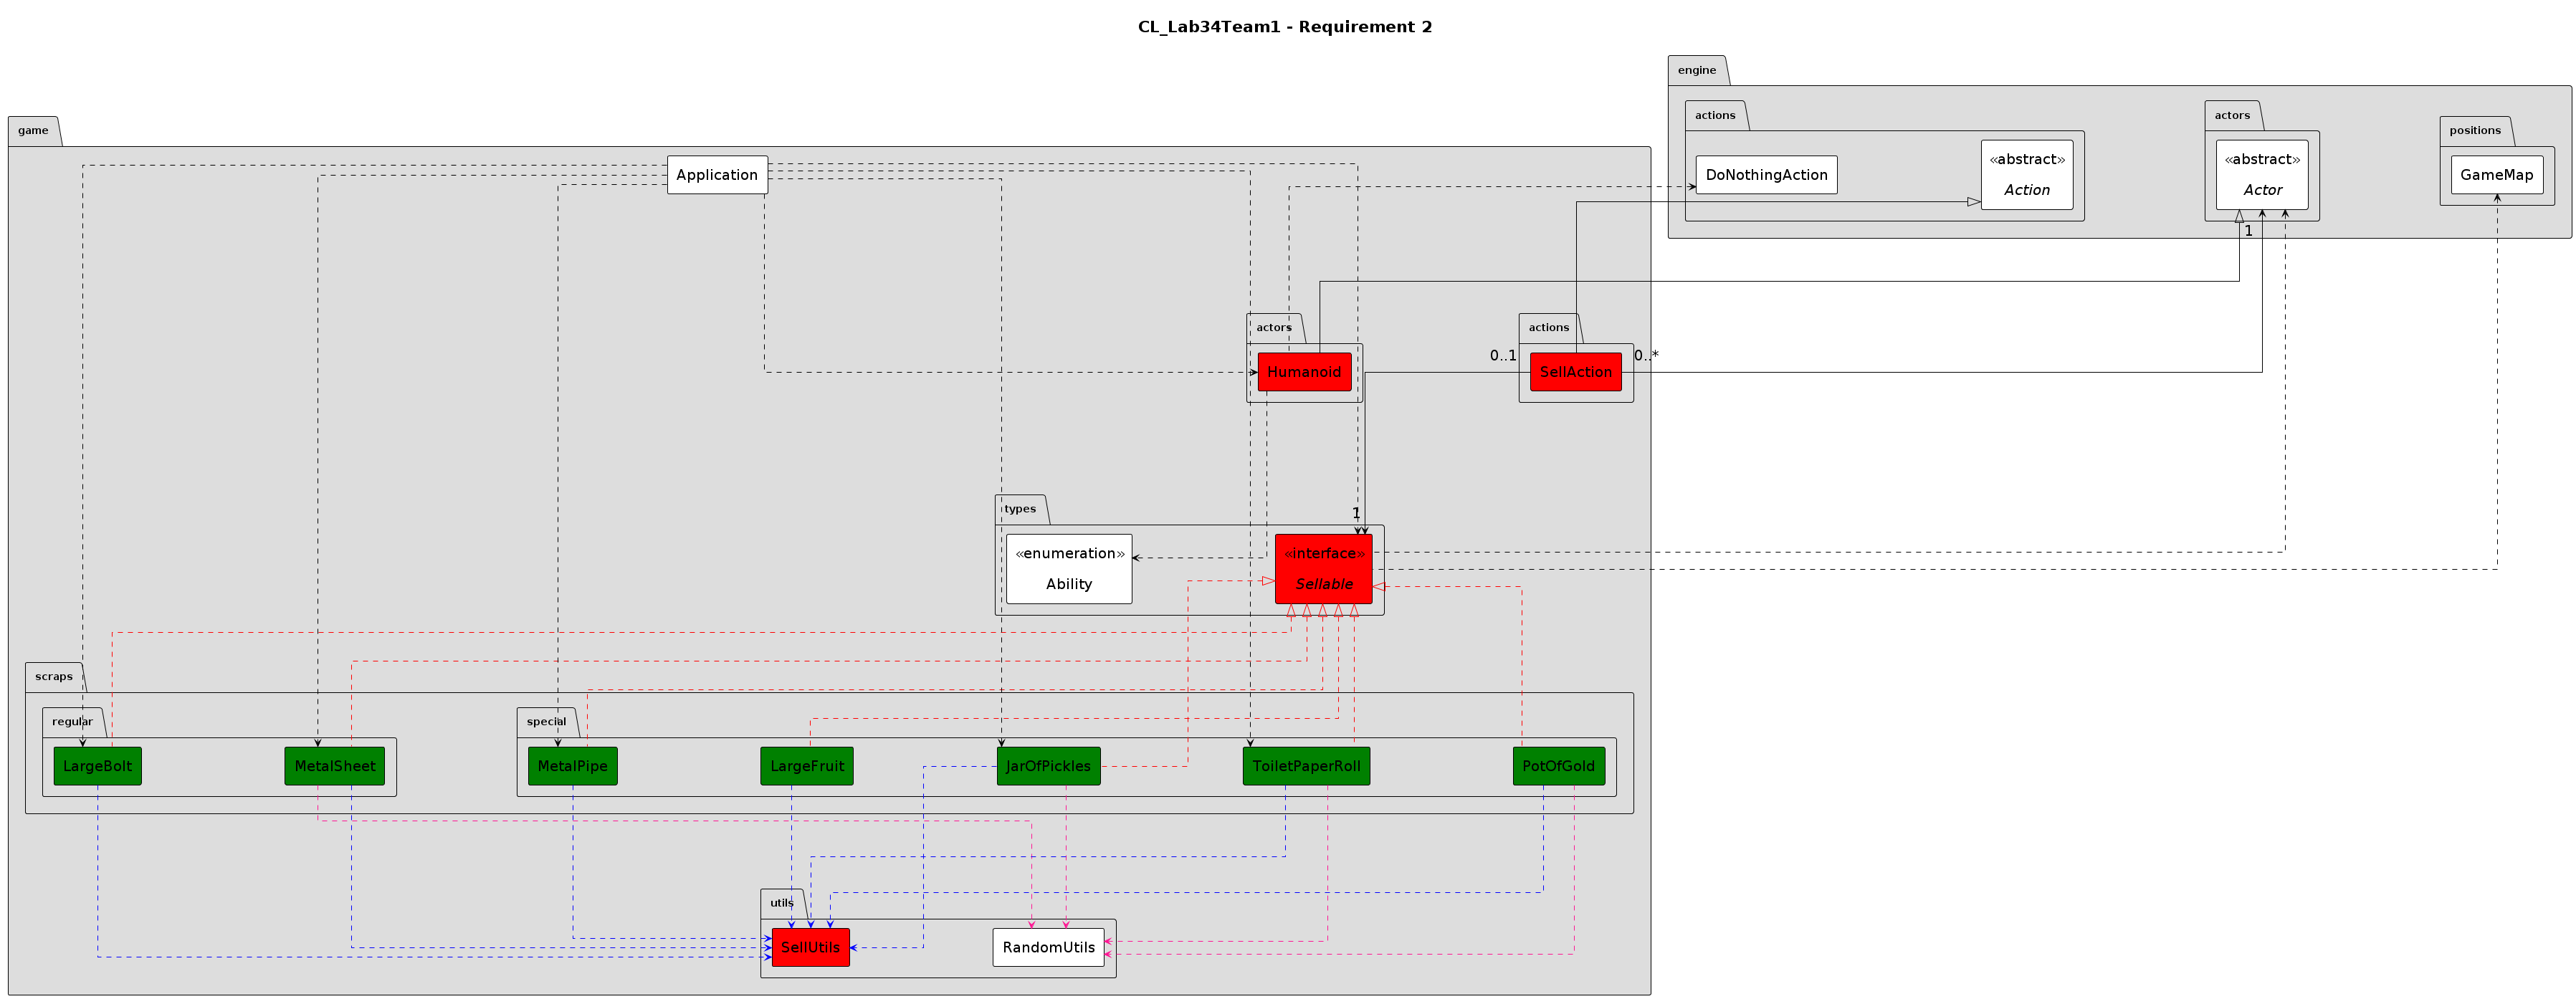 CL_Lab34Team1 - Requirement 2
engine
actions
actors
positions
game
Application
DoNothingAction
«abstract»
Action
«abstract»
Actor
GameMap
1
actors
actions
Humanoid
0..1
SellAction
0..*
types
1
«enumeration»
Ability
«interface»
Sellable
scraps
regular
special
LargeBolt
MetalSheet
MetalPipe
LargeFruit
JarOfPickles
ToiletPaperRoll
PotOfGold
utils
SellUtils
RandomUtils